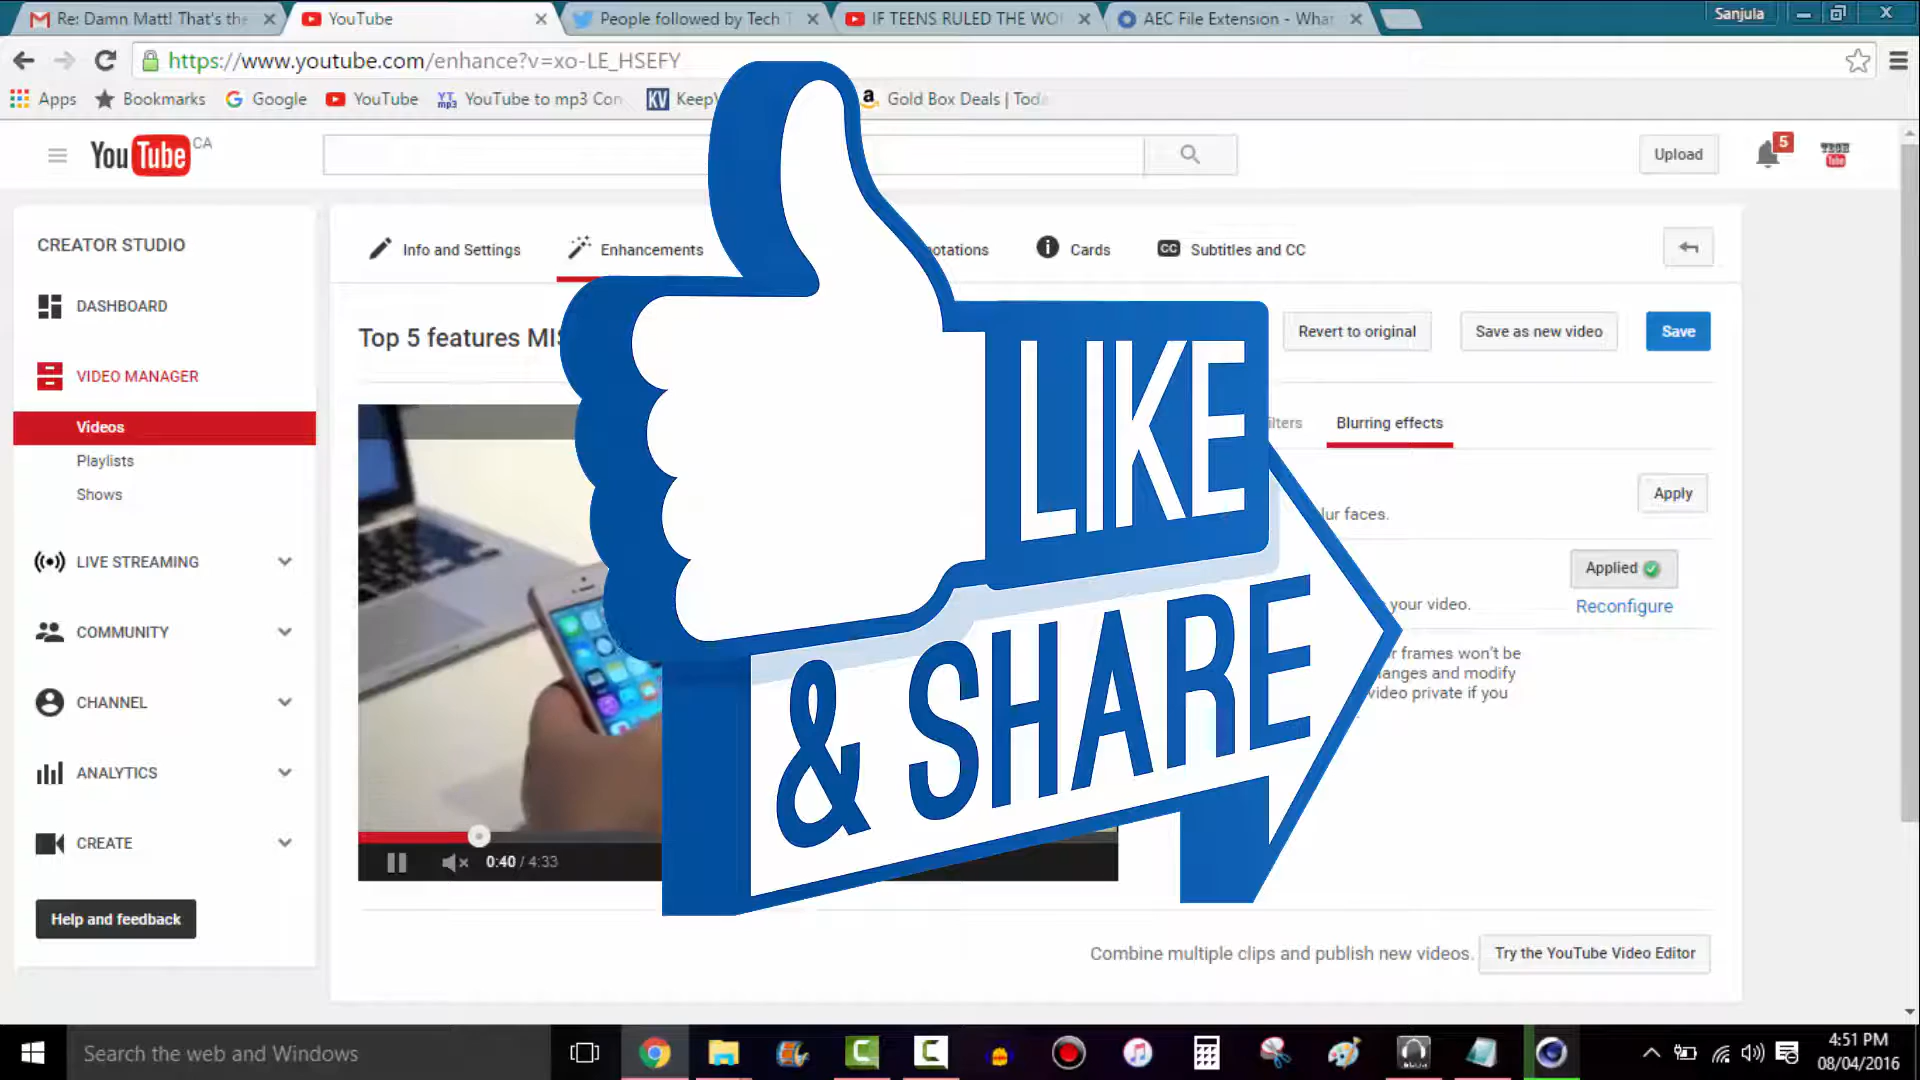 Re: Damn Matt! That's the
YouTube
People followed by Tech T
IF TEENS RULED THE WO
AEC File Extension - What
Sanjula
https://www.youtube.com/enhance?v=xo-LE_HSEFY
Apps
Bookmarks
Google
YouTube
YouTube to mp3 Con
Keep
Gold Box Deals | Toda
YouTube CA
Upload
5
CREATOR STUDIO
DASHBOARD
VIDEO MANAGER
Videos
Playlists
Shows
LIVE STREAMING
COMMUNITY
CHANNEL
ANALYTICS
CREATE
Help and feedback
Info and Settings
Enhancements
notations
Cards
CC Subtitles and CC
Top 5 features MIS
Revert to original
Save as new video
Save
Blurring effects
lur faces.
Apply
Applied
your video.
Reconfigure
r frames won't be
anges and modify
video private if you
LIKE
& SHARE
0:40 / 4:33
Combine multiple clips and publish new videos.
Try the YouTube Video Editor
Search the web and Windows
4:51 PM
08/04/2016